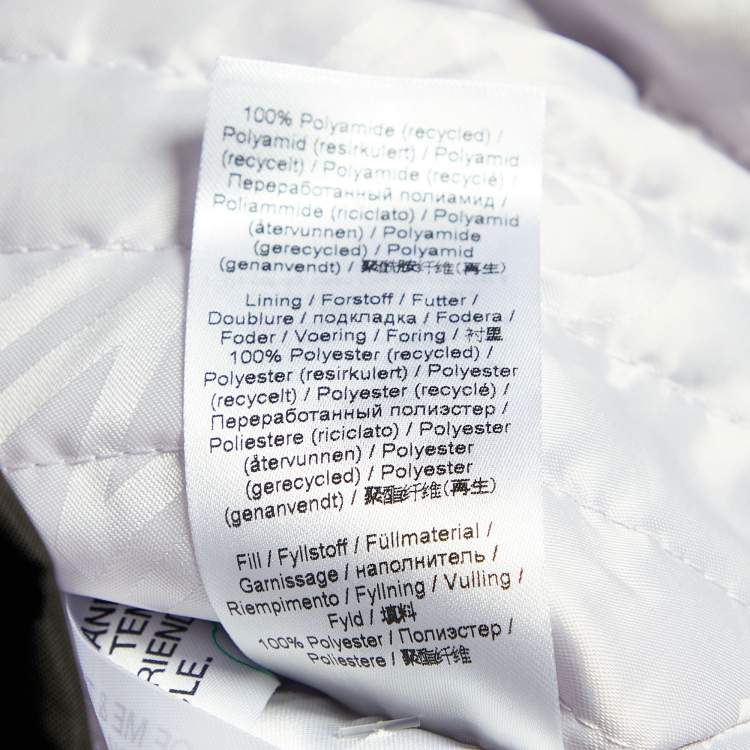 100% Polyamide (recycled) /
Polyamid (resirkulert) / Polyamid
(recycelt) / Polyamide (recyclé) /
Переработанный полиамид /
Poliammide (riciclato) / Polyamid
(återvunnen) / Polyamide
(gerecycled) / Polyamid
(genanvendt) / 聚酰胺纤维(再生)
Lining / Forstoff / Futter /
Doublure / подкладка / Fodera /
Foder / Voering / Foring / 衬里
100% Polyester (recycled) /
Polyester (resirkulert) / Polyester
(recycelt) / Polyester (recyclé) /
Переработанный полиэстер /
Poliestere (riciclato) / Polyester
(återvunnen) / Polyester
(gerecycled) / Polyester
(genanvendt) / 聚酯纤维(再生)
Fill / Fyllstoff / Füllmaterial /
Garnissage / наполнитель /
Riempimento / Fyllning / Vulling /
Fyld / 填料
100% Polyester / Полиэстер /
Poliestere / 聚酯纤维